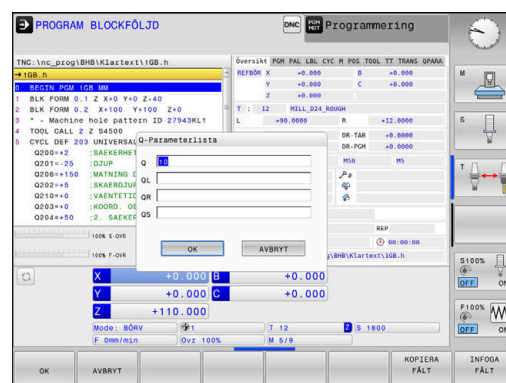 PROGRAM BLOCKFÖLJD
DNC
Programmering
TNC:\nc_prog\BHB\Klartext\1GB.h
→1GB.h
0 BEGIN PGM 1GB MM
1 BLK FORM 0.1 Z X+0 Y+0 Z-40
2 BLK FORM 0.2 X+100 Y+100 Z+0
3 * - Machine hole pattern ID 27943KL1
4 TOOL CALL 2 Z S4500
5 CYCL DEF 203 UNIVERSAL
Q200=+2 ;SAEKERHET
Q201=-25 ;DJUP
Q206=+150 ;MATNING D
Q202=+5 ;SKAERDJUP
Q210=+0 ;VAENTETID
Q203=+0 ;KOORD. OE
Q204=+50 ;2. SAEKER
100% S-OVR
100% F-OVR
Översikt PGM PAL LBL CYC M POS TOOL TT TRANS QPARA
REFBÖR X +0.000 B +0.000
Y +0.000 C +0.000
Z +0.000
T : 12 MILL_D24_ROUGH
L +90.0000 R +12.0000
DR-TAB +0.0000
DR-PGM +0.0000
M50 M5
P#
REP
00:00:00
\BHB\Klartext\1GB.h
Q-Parameterlista
Q 10
QL
QR
QS
OK AVBRYT
X +0.000 B +0.000
Y +0.000 C +0.000
Z +110.000
Mode: BÖRV 1 T 12 Z S 1800
F 0mm/min Ovr 100% M 5/9
M
S
T
S100%
OFF ON
F100%
OFF ON
OK
AVBRYT
KOPIERA FÄLT
INFOGA FÄLT